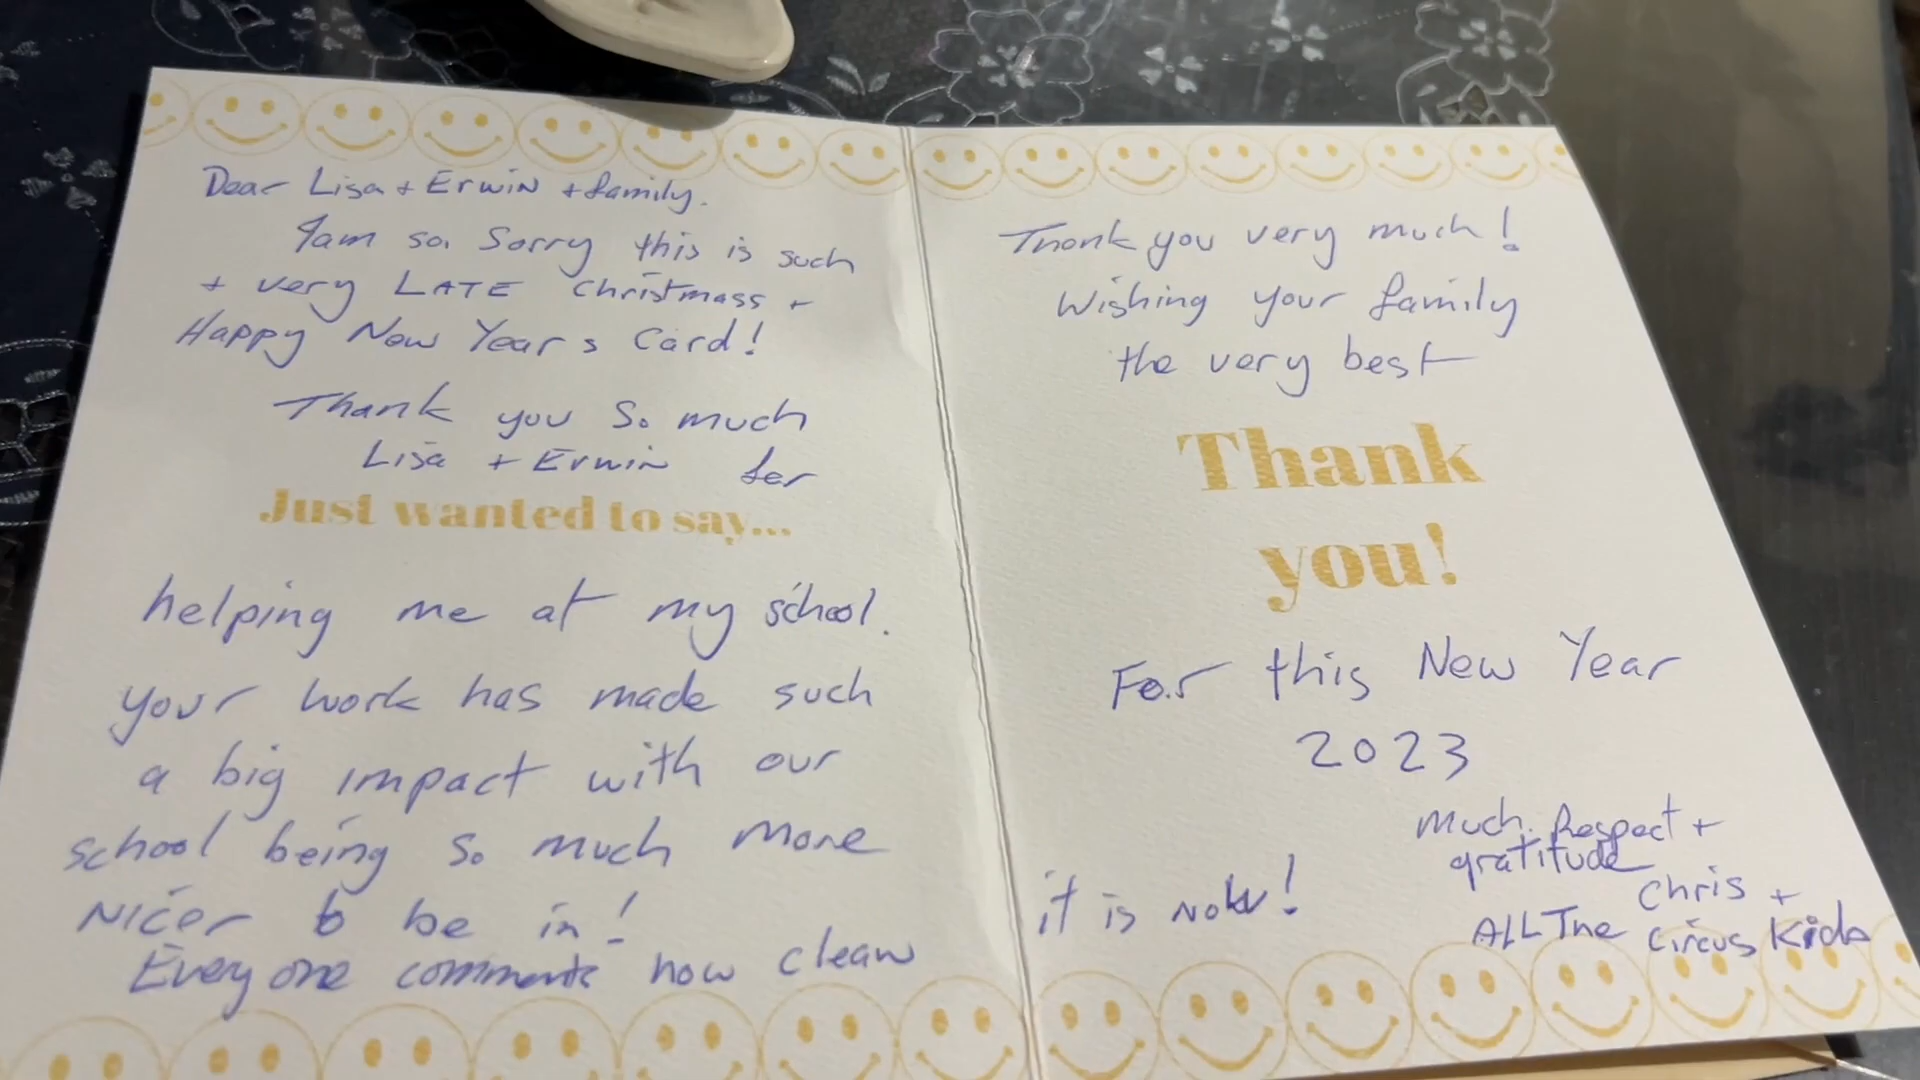 Dear Lisa + Erwin + family.
I am so sorry this is such
+ very LATE Christmass +
Happy New Years Card!
Thank you so much
Lisa + Erwin for
Just wanted to say...
helping me at my school.
your work has made such
a big impact with our
school being so much more
nicer to be in!
Everyone comments how clean
Thank you very much!
Wishing your family
the very best
Thank
you!
For this New Year
2023
it is now!
Much Respect +
gratitude
Chris +
ALL The Circus Kids